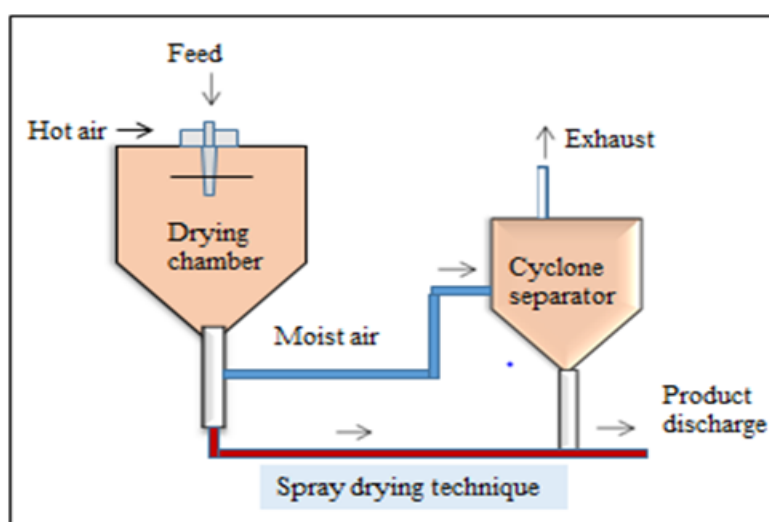 Feed
Hot air
Exhaust
Drying
chamber
Cyclone
separator
Moist air
Product
discharge
Spray drying technique